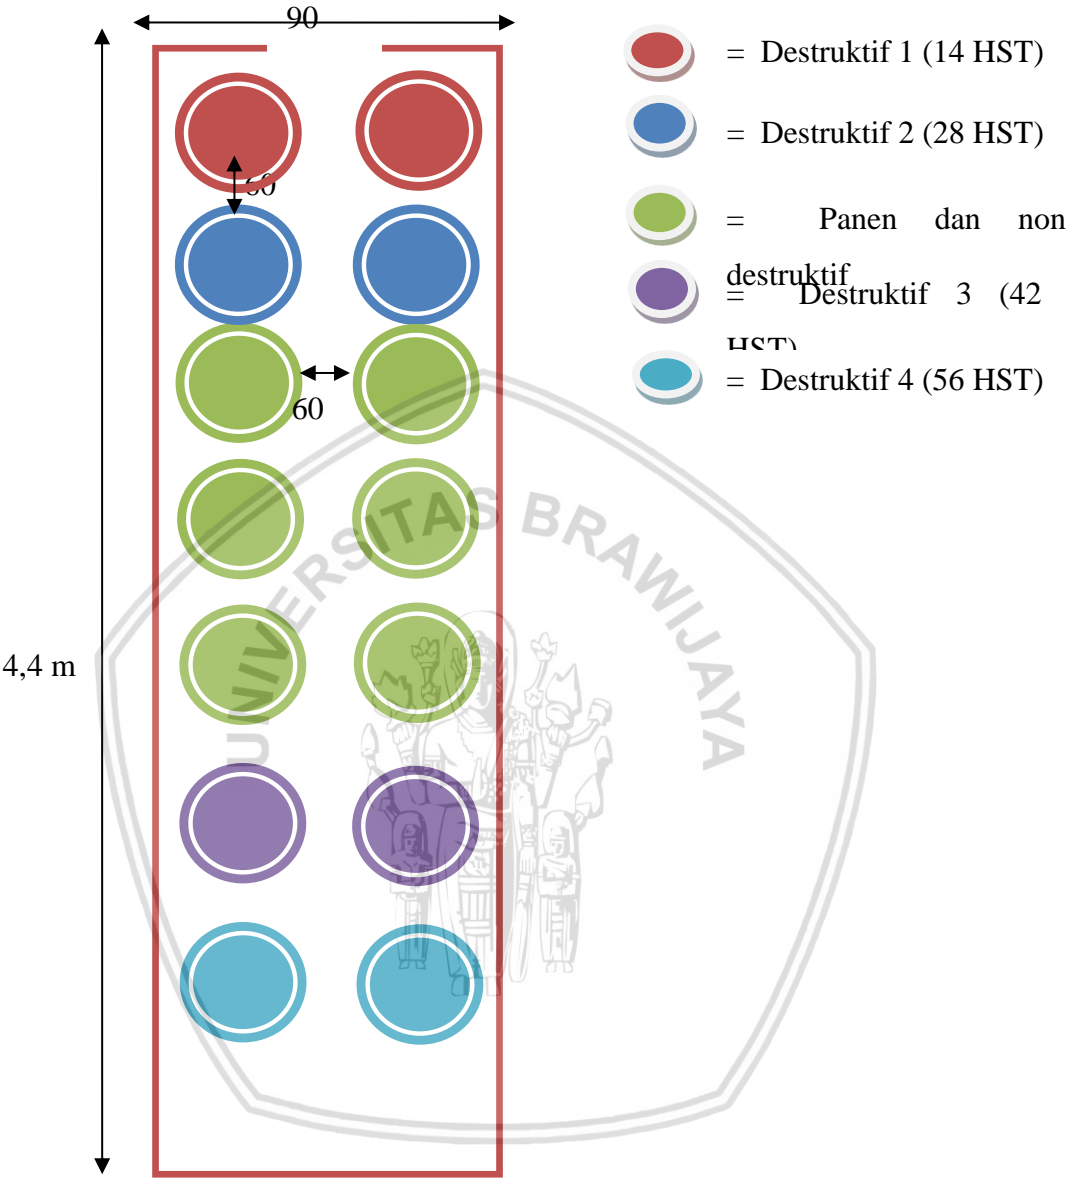 90
= Destruktif 1 (14 HST)
= Destruktif 2 (28 HST)
60
= Panen dan non
destruktif
= Destruktif 3 (42
HST)
= Destruktif 4 (56 HST)
60
4,4 m
UNIVERSITAS BRAWIJAYA